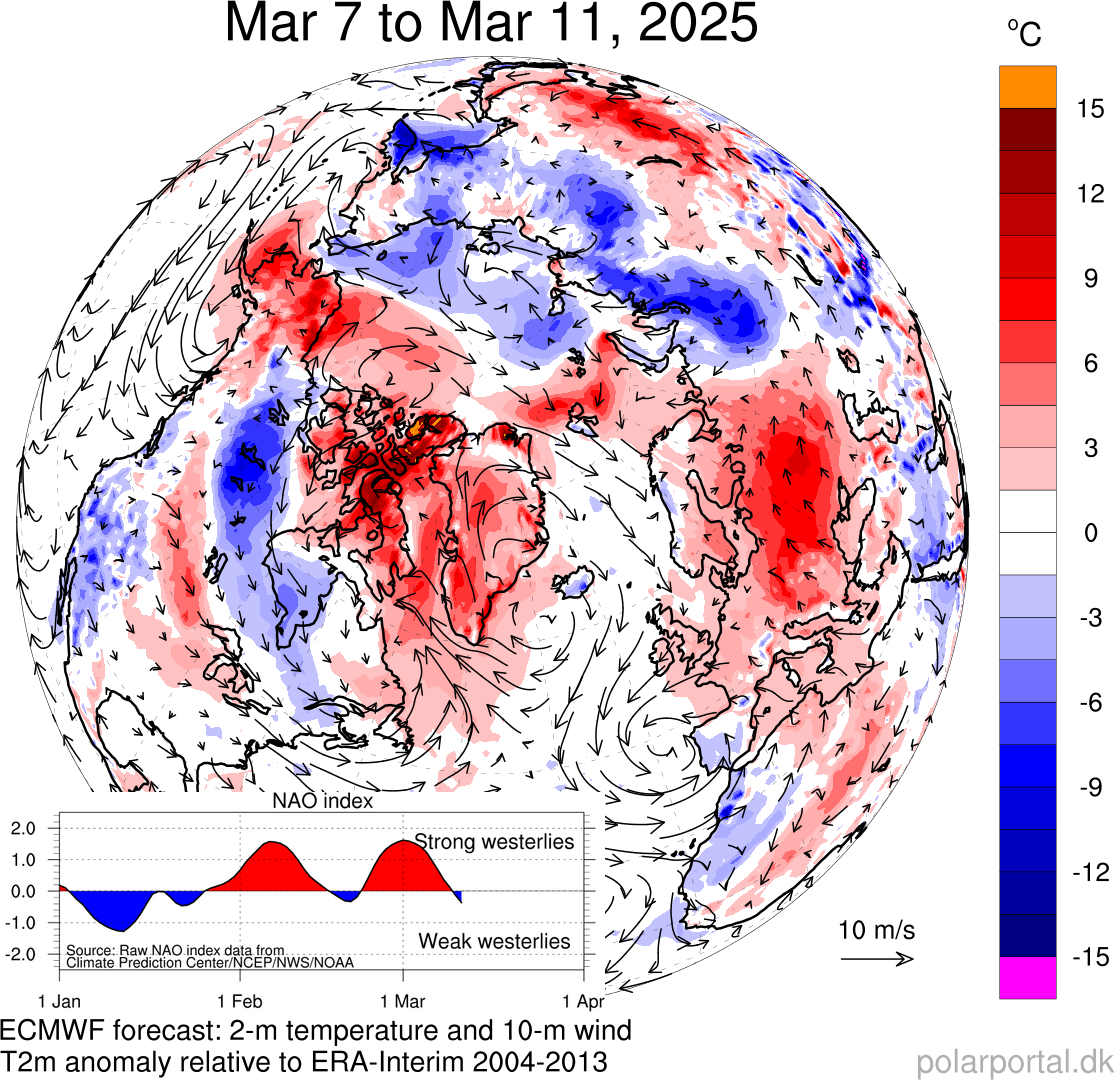 Mar 7 to Mar 11, 2025
oC
15
12
9
6
3
0
-3
-6
-9
-12
-15
10 m/s
NAO index
2.0
1.0
0.0
-1.0
-2.0
Strong westerlies
Weak westerlies
Source: Raw NAO index data from
Climate Prediction Center/NCEP/NWS/NOAA
1 Jan 1 Feb 1 Mar 1 Apr
ECMWF forecast: 2-m temperature and 10-m wind
T2m anomaly relative to ERA-Interim 2004-2013
polarportal.dk